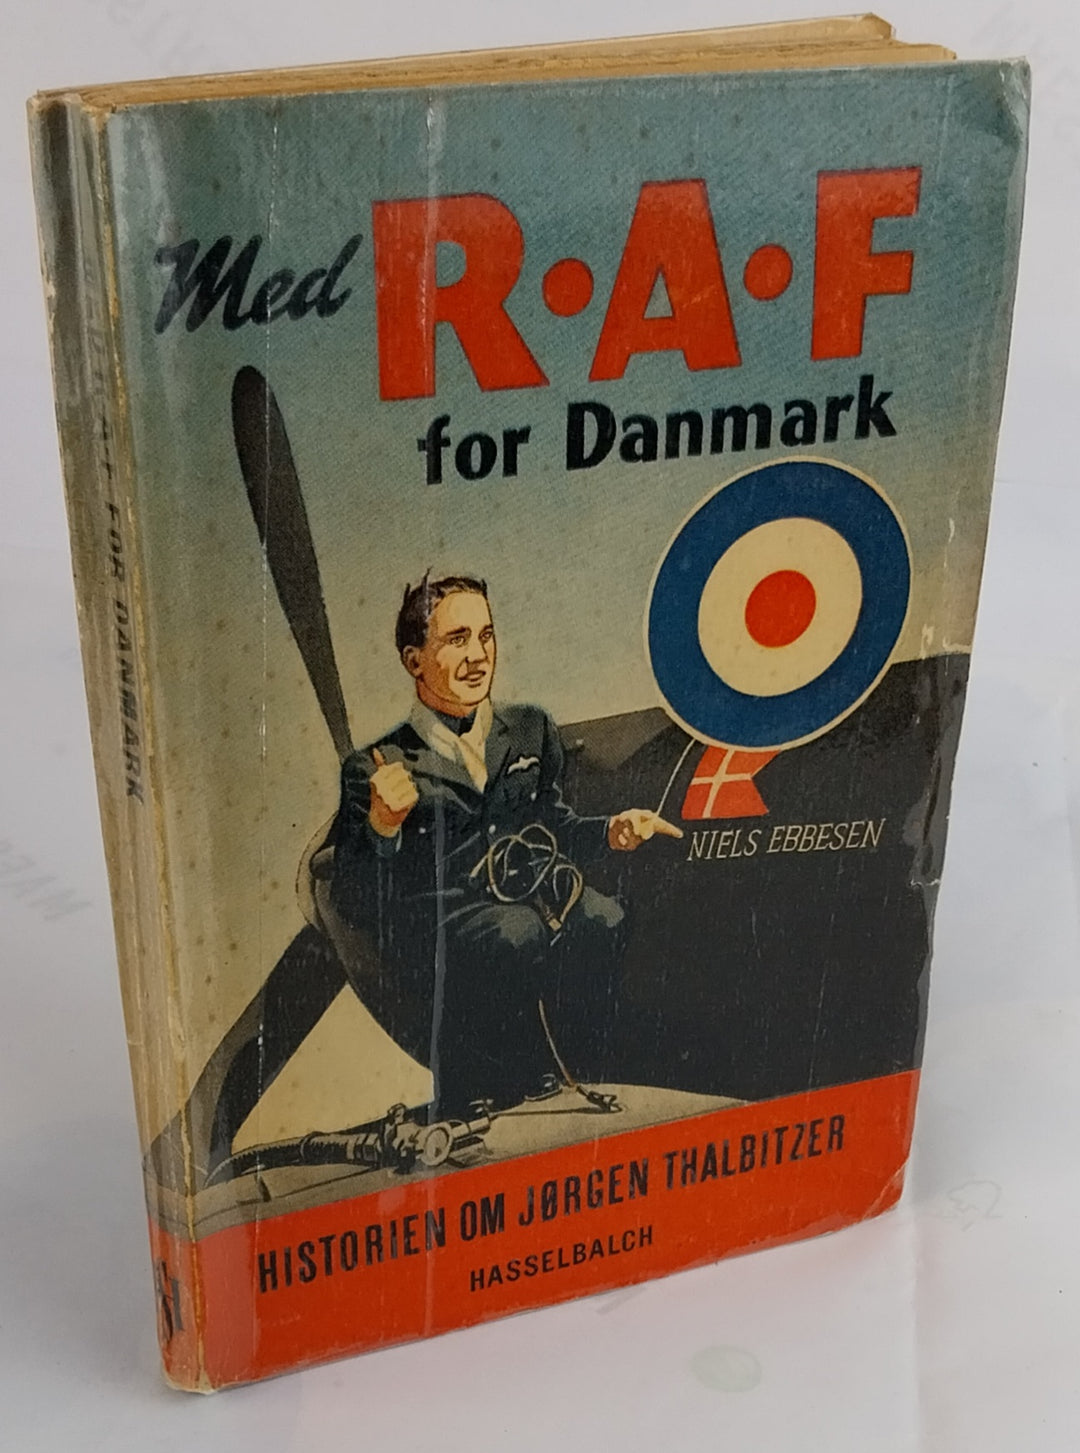 Med R•A•F
for Danmark
NIELS EBBESEN
HISTORIEN OM JØRGEN THALBITZER
HASSELBALCH
FOR DANMARK
H